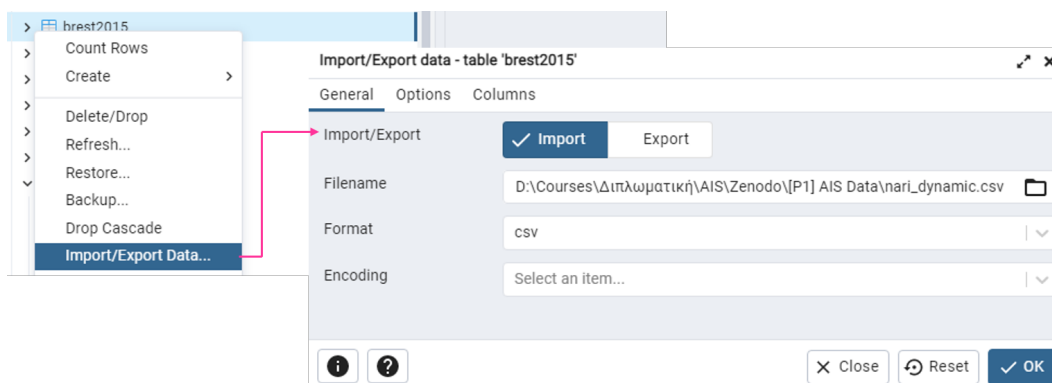 brest2015
Count Rows
Create
Delete/Drop
Refresh...
Restore...
Backup...
Drop Cascade
Import/Export Data...
Import/Export data - table 'brest2015'
General Options Columns
Import/Export Import Export
Filename D:\Courses\Διπλωματική\AIS\Zenodo\[P1] AIS Data\nari_dynamic.csv
Format csv
Encoding Select an item...
Close Reset OK